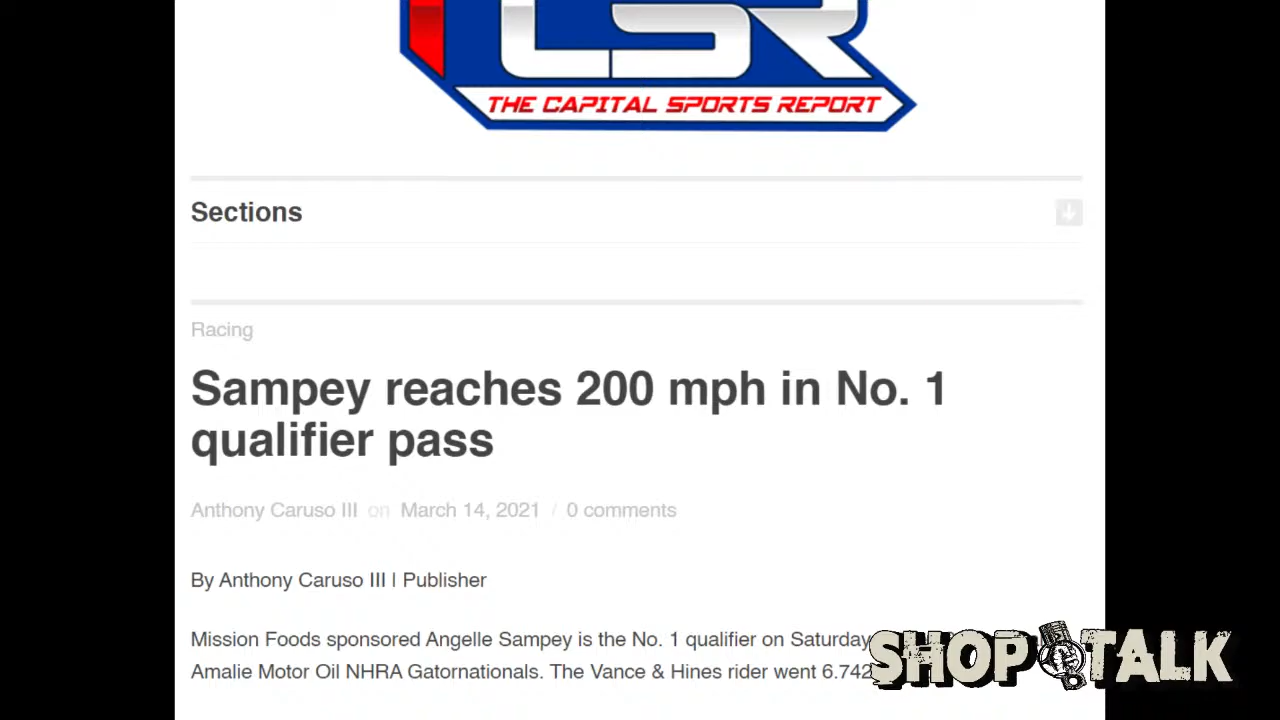 THE CAPITAL SPORTS REPORT
Sections
Racing
Sampey reaches 200 mph in No. 1
qualifier pass
Anthony Caruso III on March 14, 2021 / 0 comments
By Anthony Caruso III | Publisher
Mission Foods sponsored Angelle Sampey is the No. 1 qualifier on Saturday
Amalie Motor Oil NHRA Gatornationals. The Vance & Hines rider went 6.742
SHOP TALK